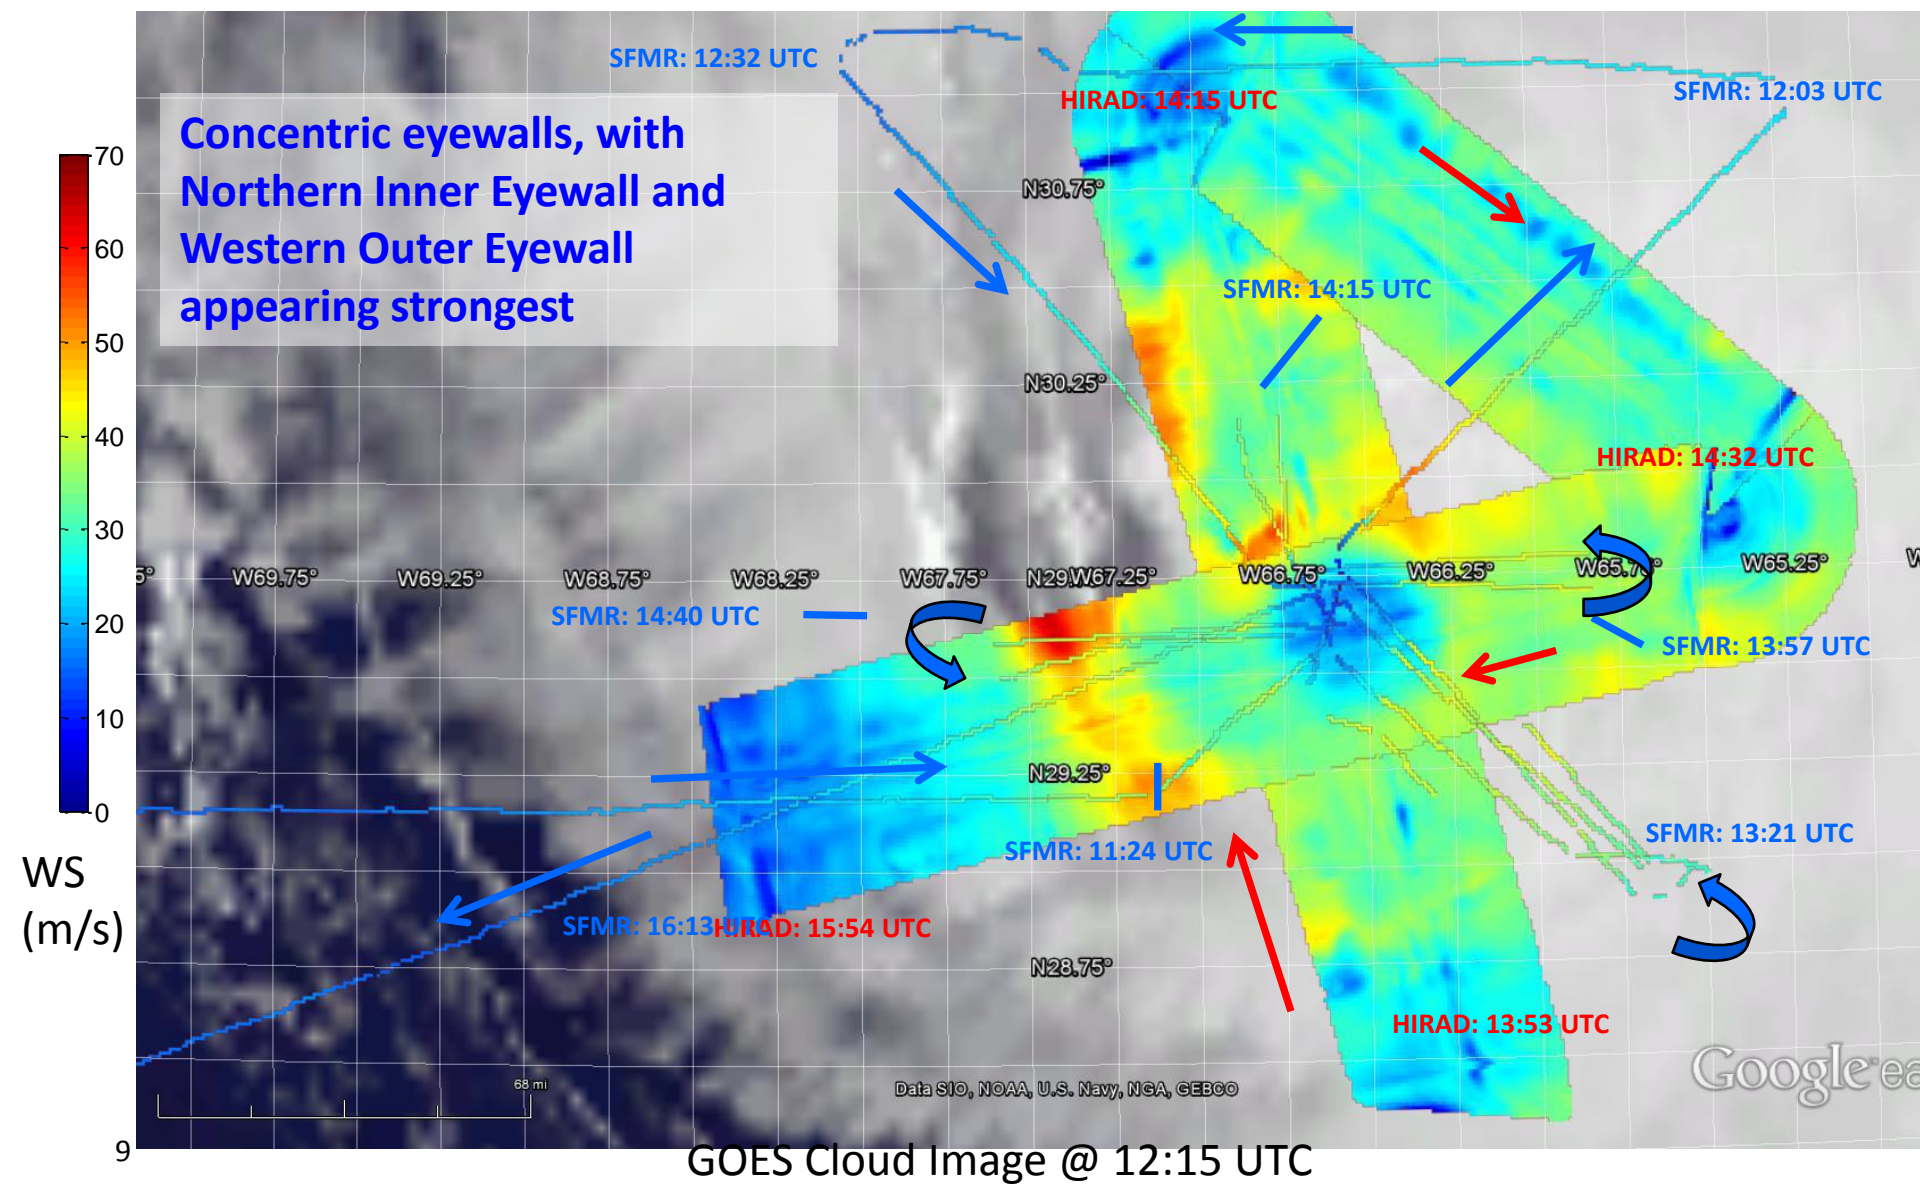 SFMR: 12:32 UTC
HIRAD: 14:15 UTC
SFMR: 12:03 UTC
Concentric eyewalls, with
Northern Inner Eyewall and
Western Outer Eyewall
appearing strongest
70
60
50
40
30
20
10
0
WS
(m/s)
N30.75°
SFMR: 14:15 UTC
N30.25°
HIRAD: 14:32 UTC
5°
W69.75°
W69.25°
W68.75°
W68.25°
W67.75°
W67.25°
W66.75°
W66.25°
W65.25°
W
SFMR: 14:40 UTC
SFMR: 13:57 UTC
N29.25°
SFMR: 11:24 UTC
SFMR: 13:21 UTC
SFMR: 16:13 UTC
HIRAD: 15:54 UTC
N28.75°
HIRAD: 13:53 UTC
68 mi
Data SIO, NOAA, U.S. Navy, NGA, GEBCO
Google ea
9
GOES Cloud Image @ 12:15 UTC